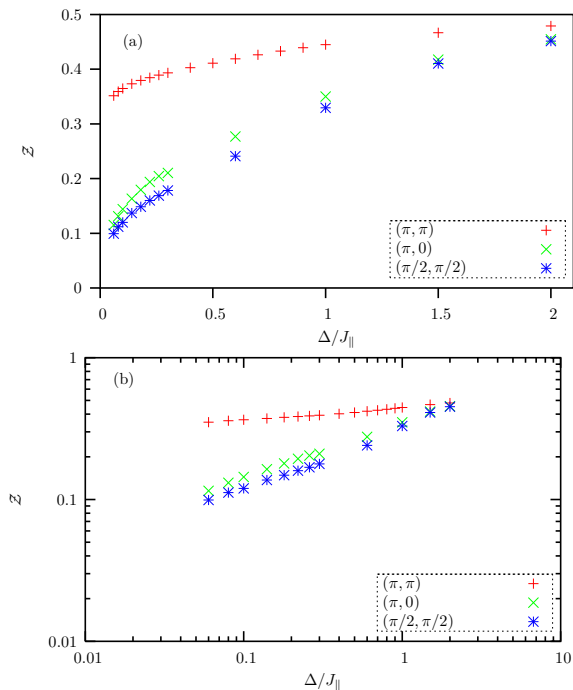 0.5
(a)
0.4
0.3
Z
0.2
0.1
(π, π)
(π, 0)
(π/2, π/2)
0
0 0.5 1 1.5 2
Δ/J∥
1
(b)
Z
0.1
(π, π)
(π, 0)
(π/2, π/2)
0.01
0.01 0.1 1 10
Δ/J∥